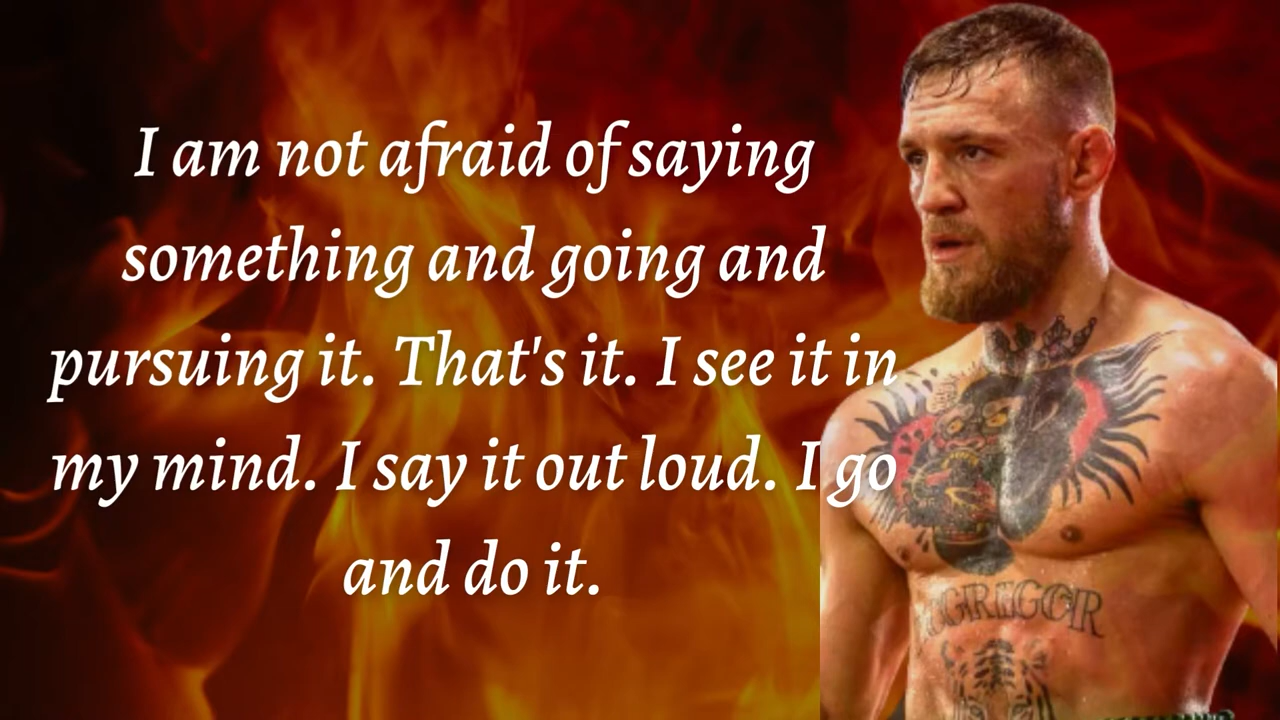 I am not afraid of saying
something and going and
pursuing it. That's it. I see it in
my mind. I say it out loud. I go
and do it.